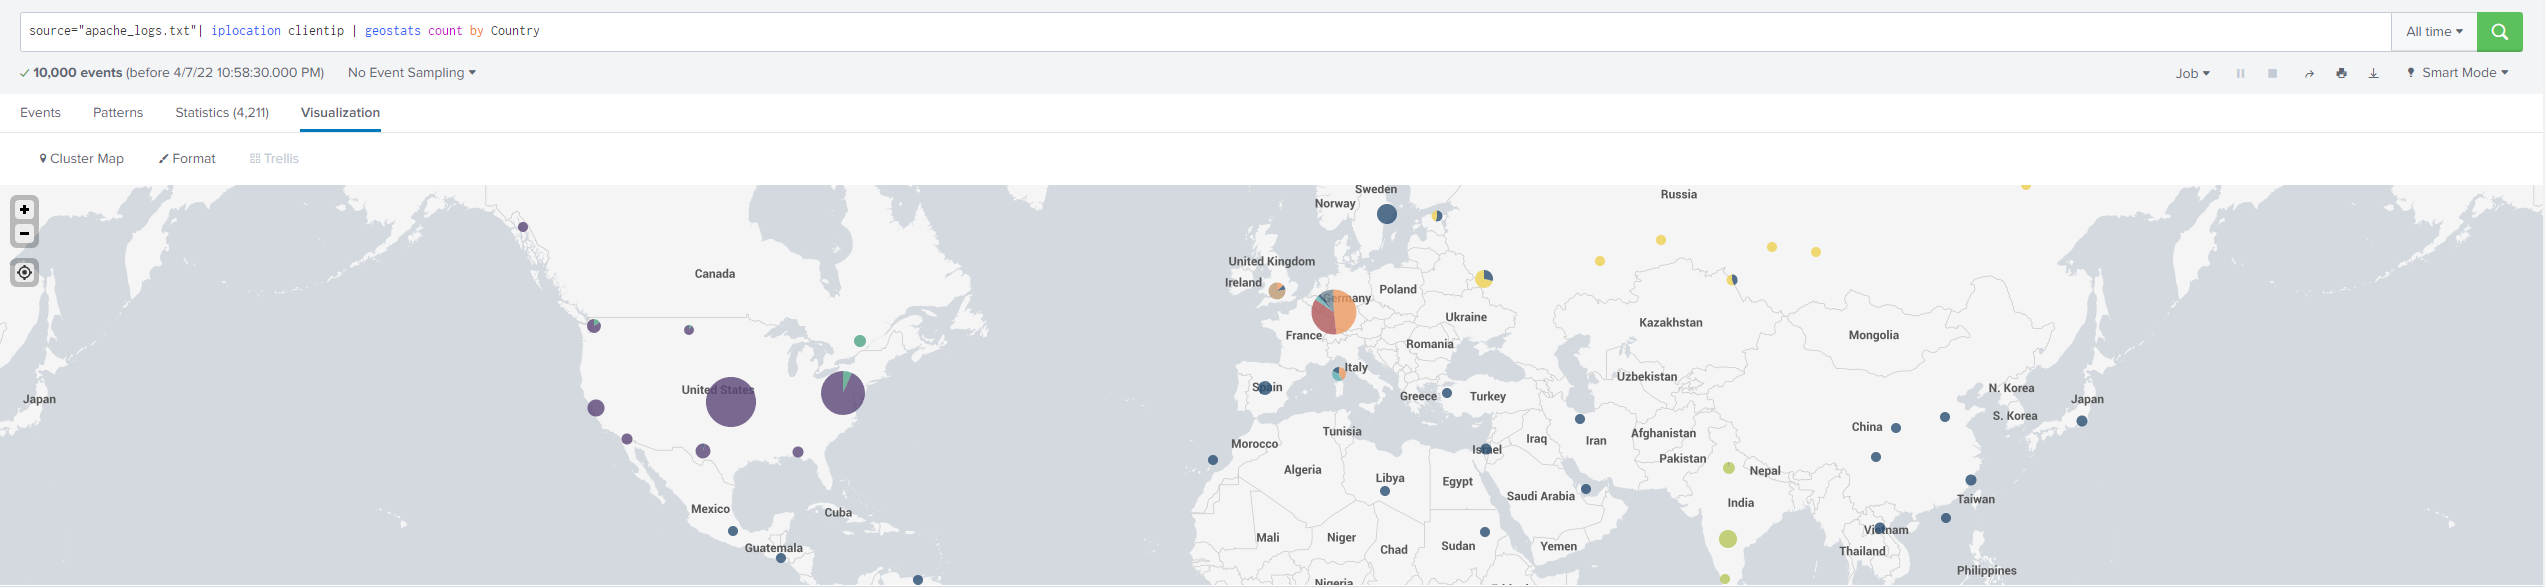 source="apache_logs.txt"| iplocation clientip | geostats count by Country
All time
10,000 events (before 4/7/22 10:58:30.000 PM) No Event Sampling
Job
Smart Mode
Events Patterns Statistics (4,211) Visualization
Cluster Map Format Trellis
Sweden
Russia
Norway
United Kingdom
Canada
Ireland
Poland
Germany
Ukraine
Kazakhstan
France
Mongolia
Romania
Italy
Uzbekistan
United States
Spain
N. Korea
Japan
Greece Turkey
Japan
S. Korea
China
Tunisia
Afghanistan
Iraq
Iran
Morocco
Israel
Pakistan
Algeria
Nepal
Libya
Egypt
Saudi Arabia
Taiwan
India
Mexico
Cuba
Vietnam
Mali
Niger
Guatemala
Chad
Sudan
Yemen
Thailand
Philippines
Nigeria